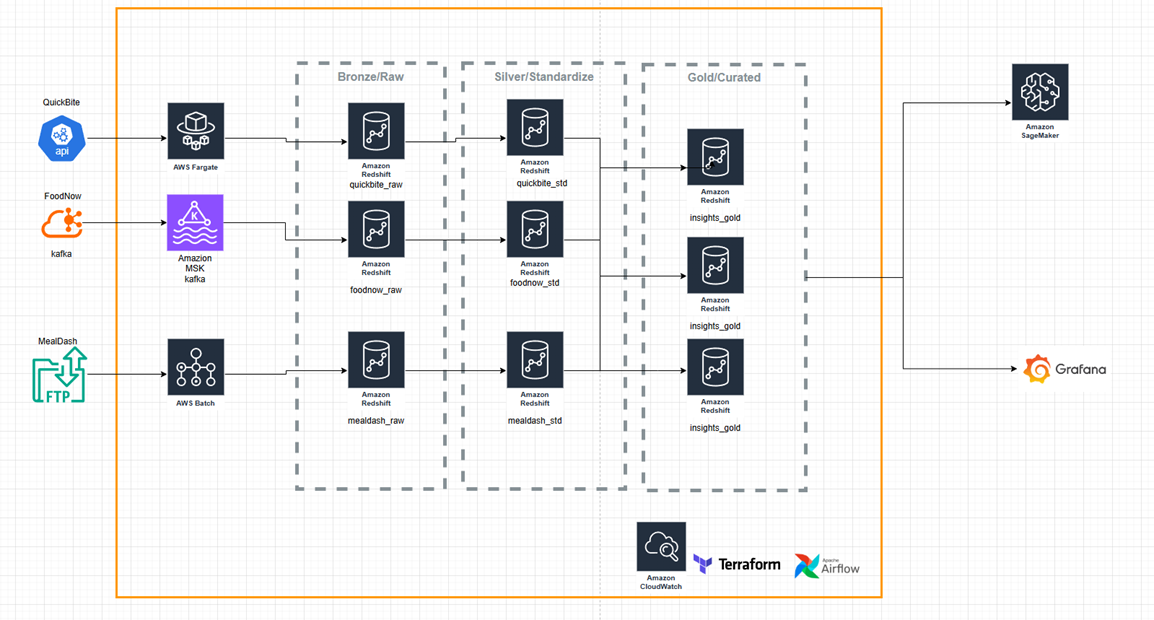 Bronze/Raw
Silver/Standardize
Gold/Curated
QuickBite
api
AWS Fargate
Amazon
Redshift
quickbite_raw
Amazon
Redshift
quickbite_std
Amazon
Redshift
insights_gold
Amazon
SageMaker
FoodNow
kafka
K
Amazion
MSK
kafka
Amazon
Redshift
foodnow_raw
Amazon
Redshift
foodnow_std
Amazon
Redshift
insights_gold
MealDash
FTP
AWS Batch
Amazon
Redshift
mealdash_raw
Amazon
Redshift
mealdash_std
Amazon
Redshift
insights_gold
Grafana
Amazon
CloudWatch
Terraform
Apache
Airflow